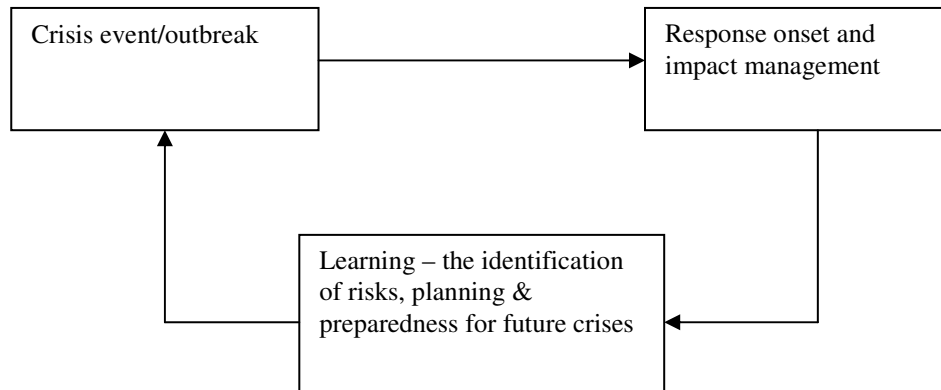 Crisis event/outbreak
Response onset and
impact management
Learning – the identification
of risks, planning &
preparedness for future crises